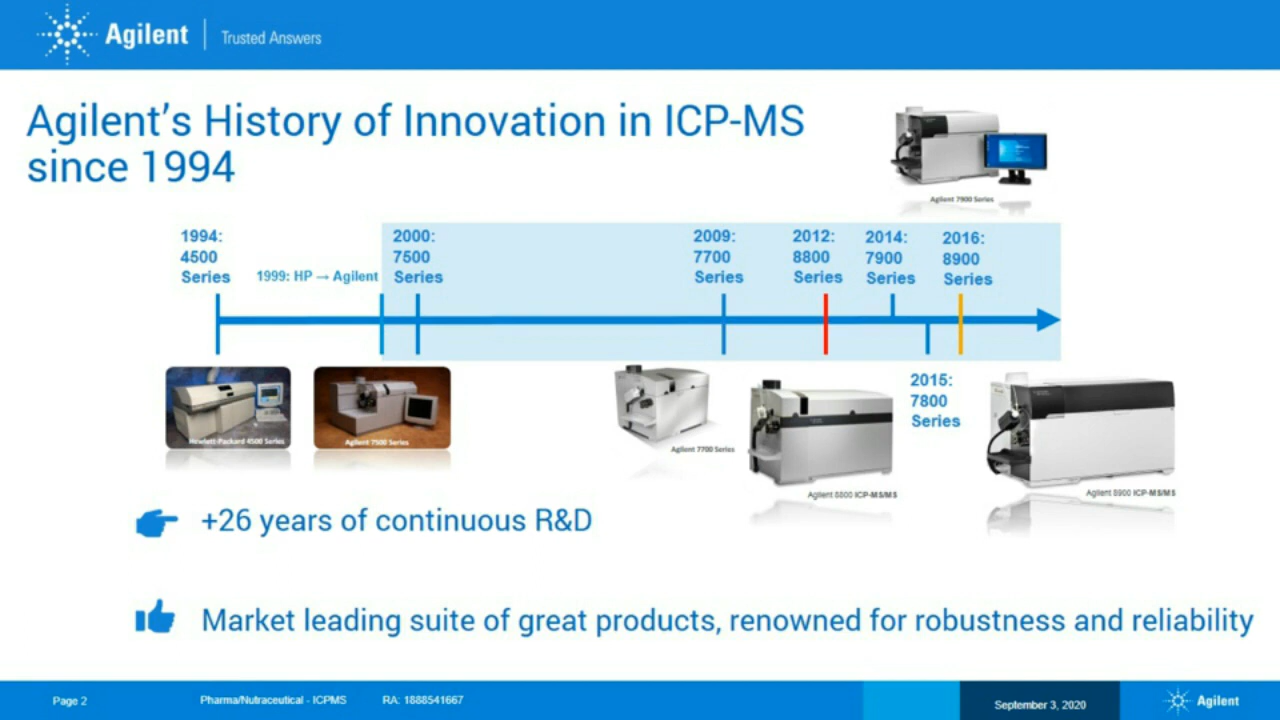 Agilent
Trusted Answers
Agilent's History of Innovation in ICP-MS
since 1994
Agilent 7900 Series
1994:
4500
Series
1999: HP → Agilent
2000:
7500
Series
2009:
7700
Series
2012:
8800
Series
2014:
7900
Series
2016:
8900
Series
2015:
7800
Series
Hewlett-Packard 4500 Series
Agilent 7500 Series
Agilent 7700 Series
Agilent 8800 ICP-MS/MS
Agilent 8900 ICP-MS/MS
+26 years of continuous R&D
Market leading suite of great products, renowned for robustness and reliability
Page 2
Pharma/Nutraceutical - ICPMS
RA: 1888541667
September 3, 2020
Agilent